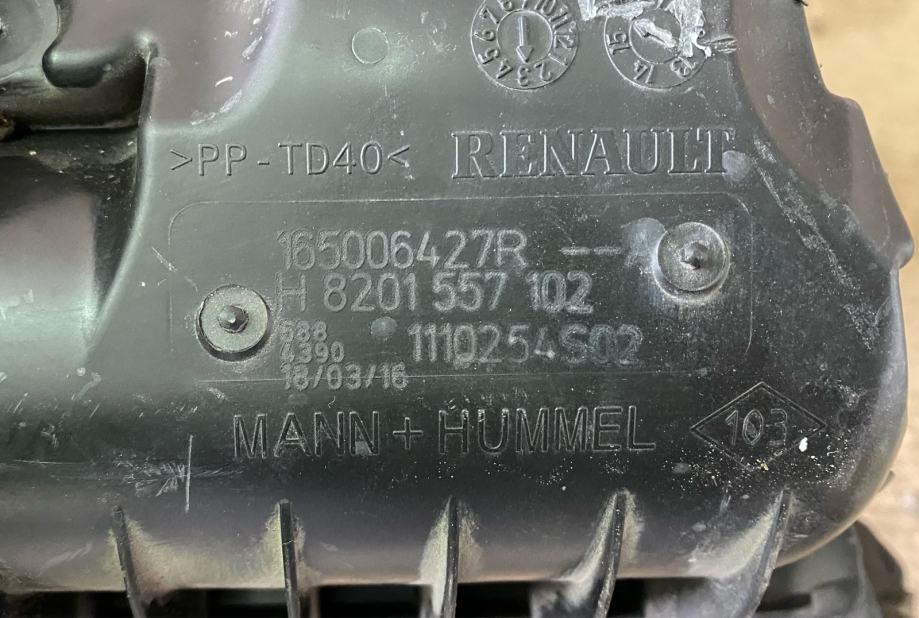 >PP-TD40<
RENAULT
165006427R --
H 8201 557 102
688
4390
1110254S02
18/03/16
MANN+HUMMEL
103